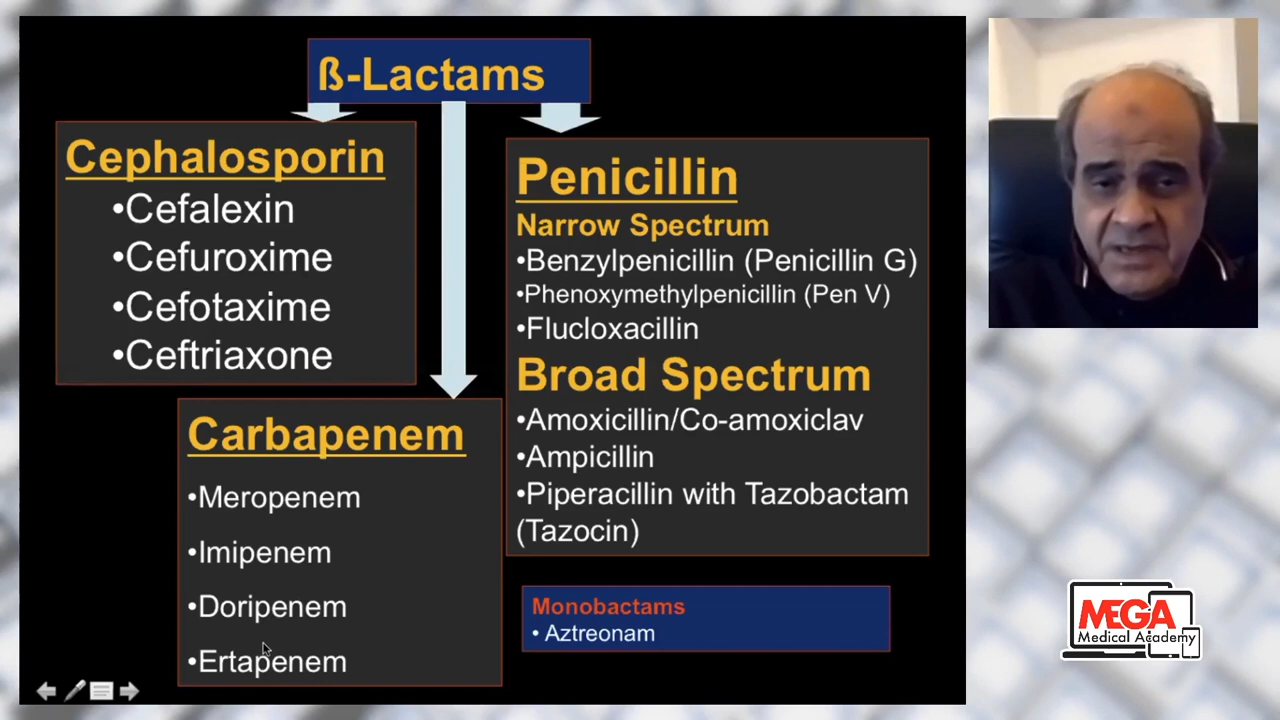 ß-Lactams
Cephalosporin
•Cefalexin
•Cefuroxime
•Cefotaxime
•Ceftriaxone
Carbapenem
•Meropenem
•Imipenem
•Doripenem
•Ertapenem
Penicillin
Narrow Spectrum
•Benzylpenicillin (Penicillin G)
•Phenoxymethylpenicillin (Pen V)
•Flucloxacillin
Broad Spectrum
•Amoxicillin/Co-amoxiclav
•Ampicillin
•Piperacillin with Tazobactam
(Tazocin)
Monobactams
• Aztreonam
MEGA
Medical Academy